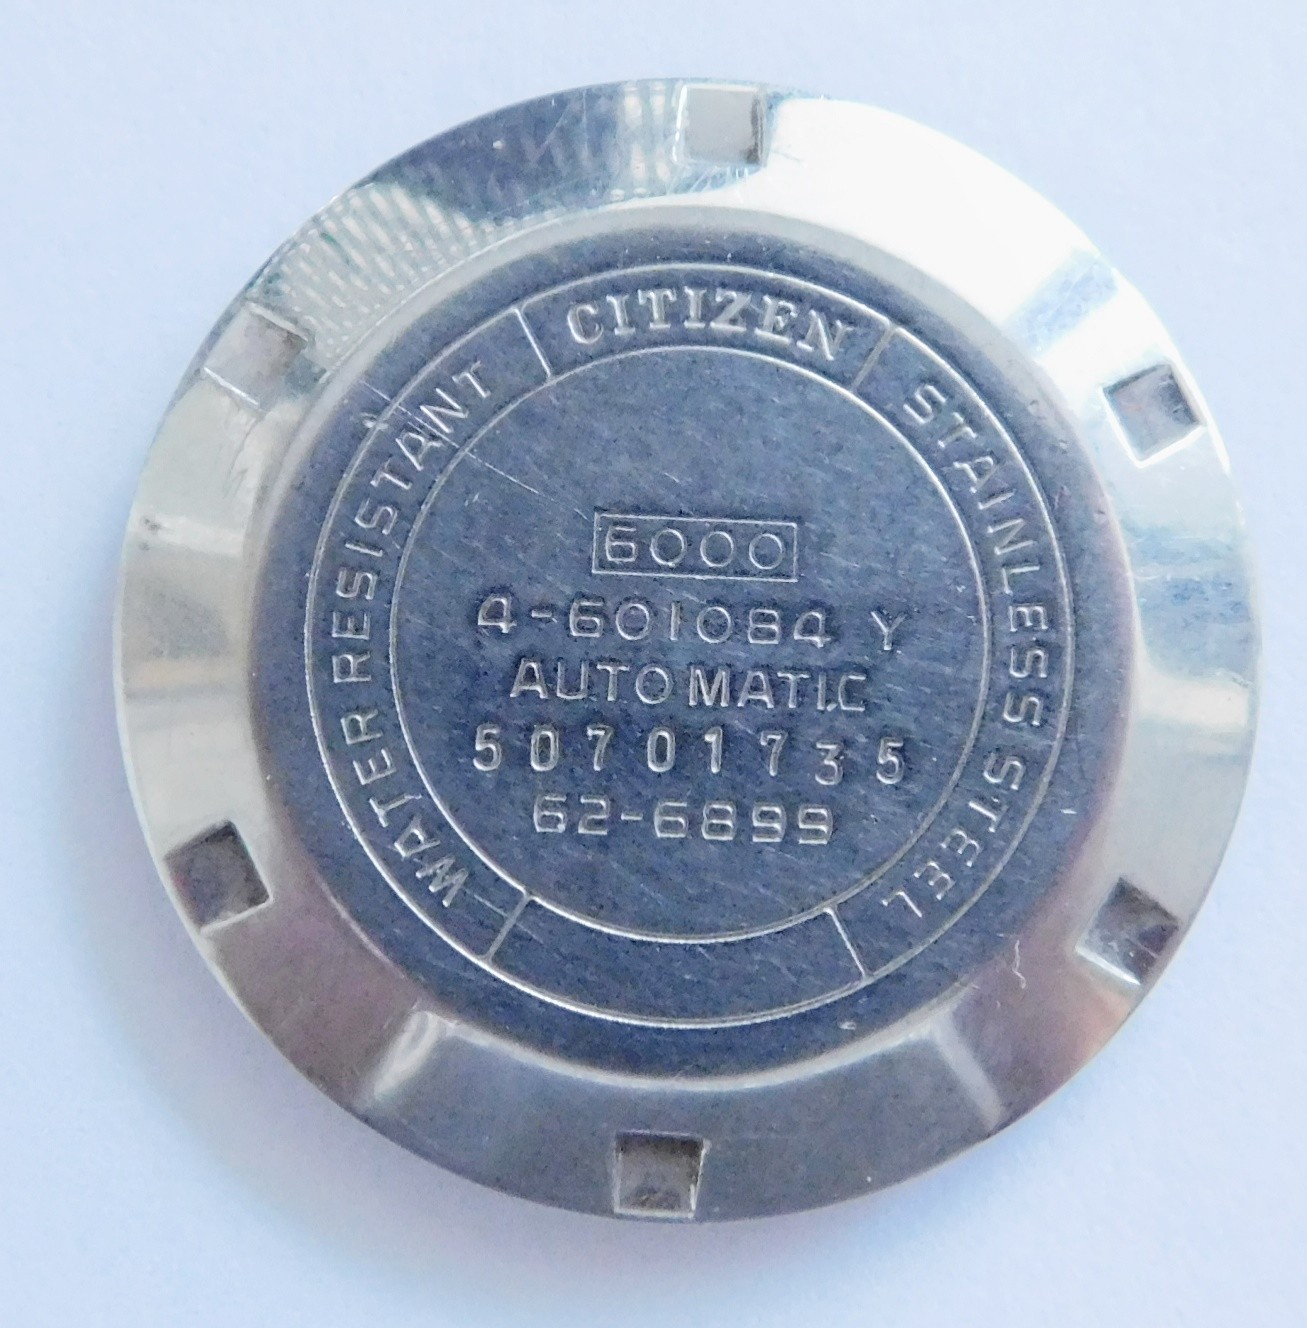 CITIZEN
STAINLESS STEEL
WATER RESISTANT
6000
4-601084 Y
AUTOMATIC
50701735
62-6899